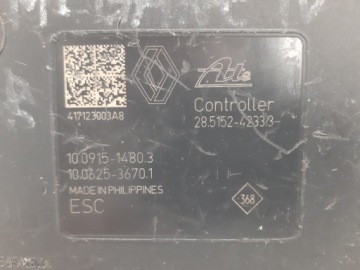 Ate
417123003A8
Controller
28.5152-4233.3-
10.0915-1480.3
10.0625-3670.1
MADE IN PHILIPPINES
ESC
368